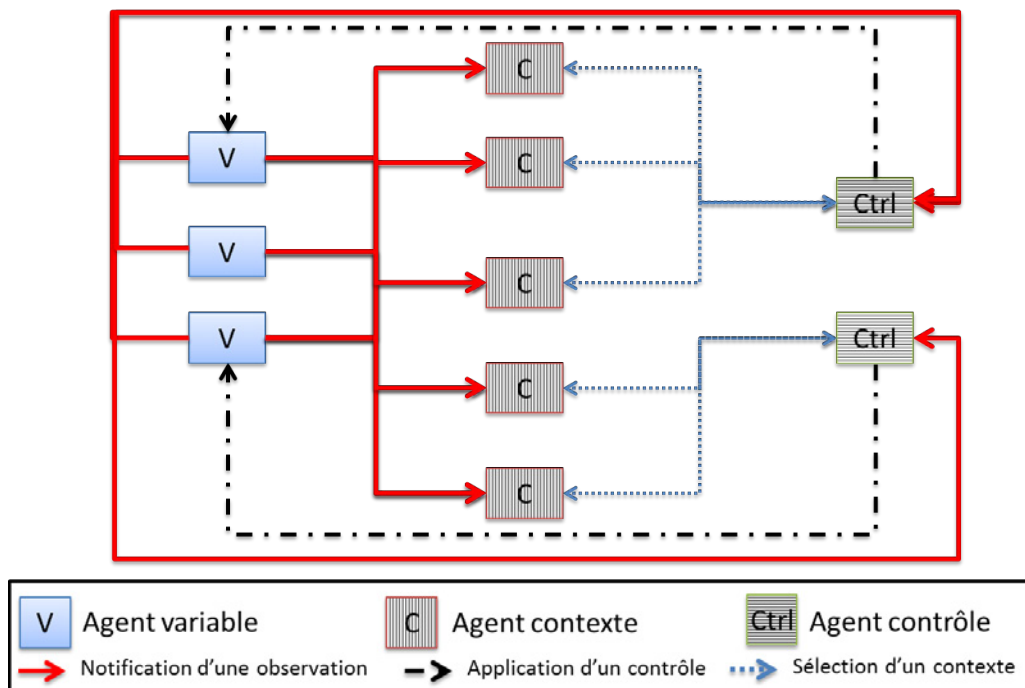 C
V
C
Ctrl
V
C
V
Ctrl
C
C
V Agent variable
C Agent contexte
Ctrl Agent contrôle
Notification d'une observation
Application d'un contrôle
Sélection d'un contexte